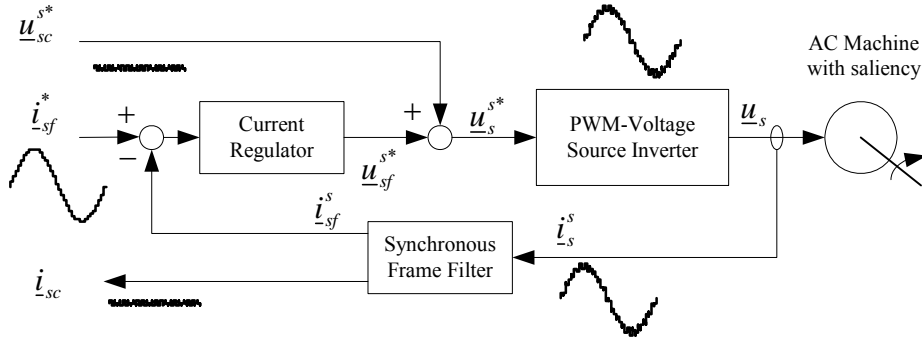 u_sc^s*
AC Machine
with saliency
i_sf^*
+
−
Current
Regulator
+
u_sf^s*
u_s^s*
PWM-Voltage
Source Inverter
u_s
i_sf^s
i_s^s
Synchronous
Frame Filter
i_sc